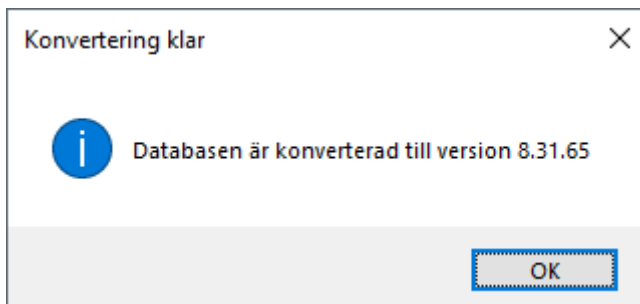 Konvertering klar
Databasen är konverterad till version 8.31.65
OK